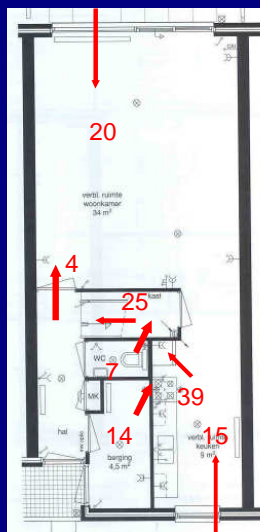 20
verbl. ruimte
woonkamer
34 m²
4
25
kast
WC
7
39
MK
14
15
verbl. ruimte
keuken
9 m²
hal
berging
4,5 m²